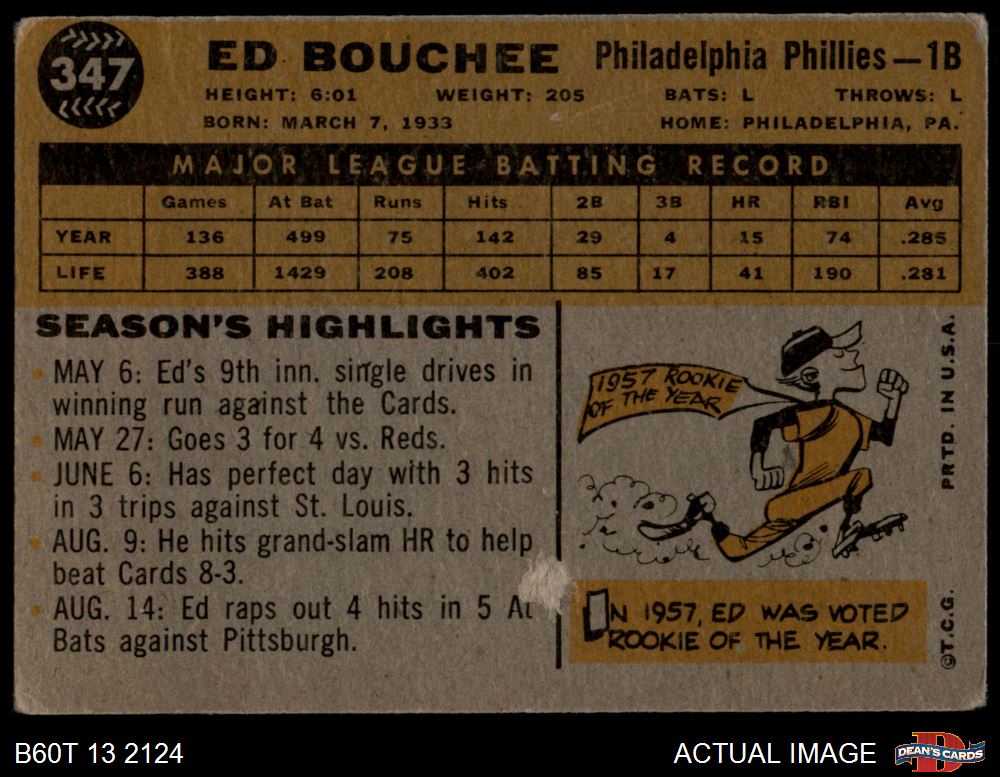 347
ED BOUCHEE Philadelphia Phillies—1B
HEIGHT: 6:01 WEIGHT: 205 BATS: L THROWS: L
BORN: MARCH 7, 1933 HOME: PHILADELPHIA, PA.
MAJOR LEAGUE BATTING RECORD
Games At Bat Runs Hits 2B 3B HR RBI Avg
YEAR 136 499 75 142 29 4 15 74 .285
LIFE 388 1429 208 402 85 17 41 190 .281
SEASON'S HIGHLIGHTS
MAY 6: Ed's 9th inn. single drives in
winning run against the Cards.
MAY 27: Goes 3 for 4 vs. Reds.
JUNE 6: Has perfect day with 3 hits
in 3 trips against St. Louis.
AUG. 9: He hits grand-slam HR to help
beat Cards 8-3.
AUG. 14: Ed raps out 4 hits in 5 At
Bats against Pittsburgh.
1957 ROOKIE
OF THE YEAR
IN 1957, ED WAS VOTED
ROOKIE OF THE YEAR.
PRTD. IN U.S.A.
©T.C.G.
B60T 13 2124
ACTUAL IMAGE
D
DEAN'S CARDS